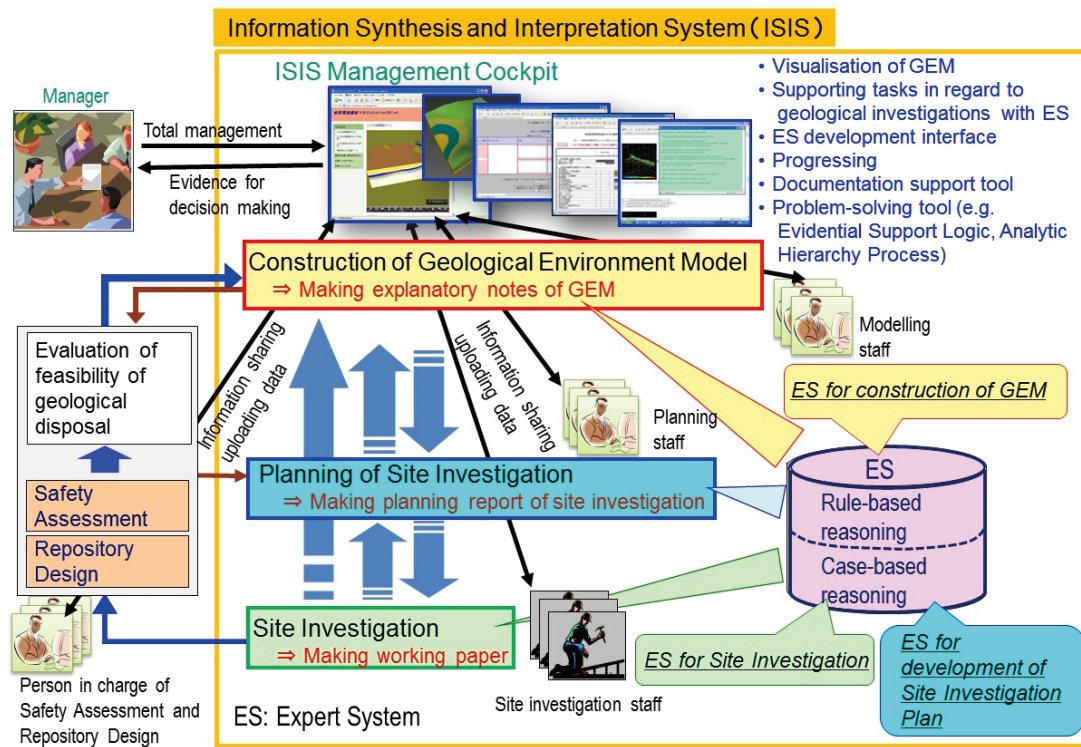 Information Synthesis and Interpretation System ( ISIS )
ISIS Management Cockpit
Manager
Total management
Evidence for
decision making
• Visualisation of GEM
• Supporting tasks in regard to
geological investigations with ES
• ES development interface
• Progressing
• Documentation support tool
• Problem-solving tool (e.g.
Evidential Support Logic, Analytic
Hierarchy Process)
Construction of Geological Environment Model
⇒ Making explanatory notes of GEM
Modelling
staff
Evaluation of
feasibility of
geological
disposal
Safety
Assessment
Repository
Design
Information sharing
uploading data
Information sharing
uploading data
Planning
staff
ES for construction of GEM
Planning of Site Investigation
⇒ Making planning report of site investigation
ES
Rule-based
reasoning
Case-based
reasoning
Site Investigation
⇒ Making working paper
Site investigation staff
ES for Site Investigation
ES for
development of
Site Investigation
Plan
Person in charge of
Safety Assessment and
Repository Design
ES: Expert System